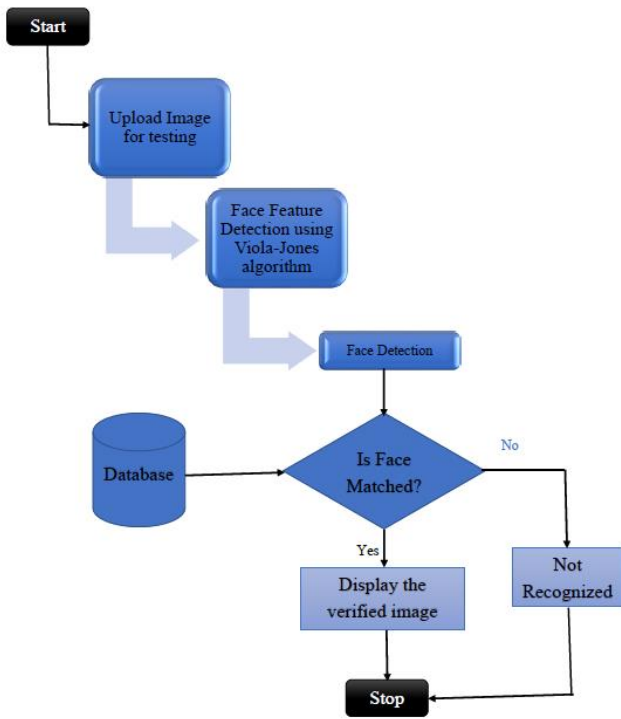 Start
Upload Image
for testing
Face Feature
Detection using
Viola-Jones
algorithm
Face Detection
Database
Is Face
Matched?
No
Yes
Display the
verified image
Not
Recognized
Stop